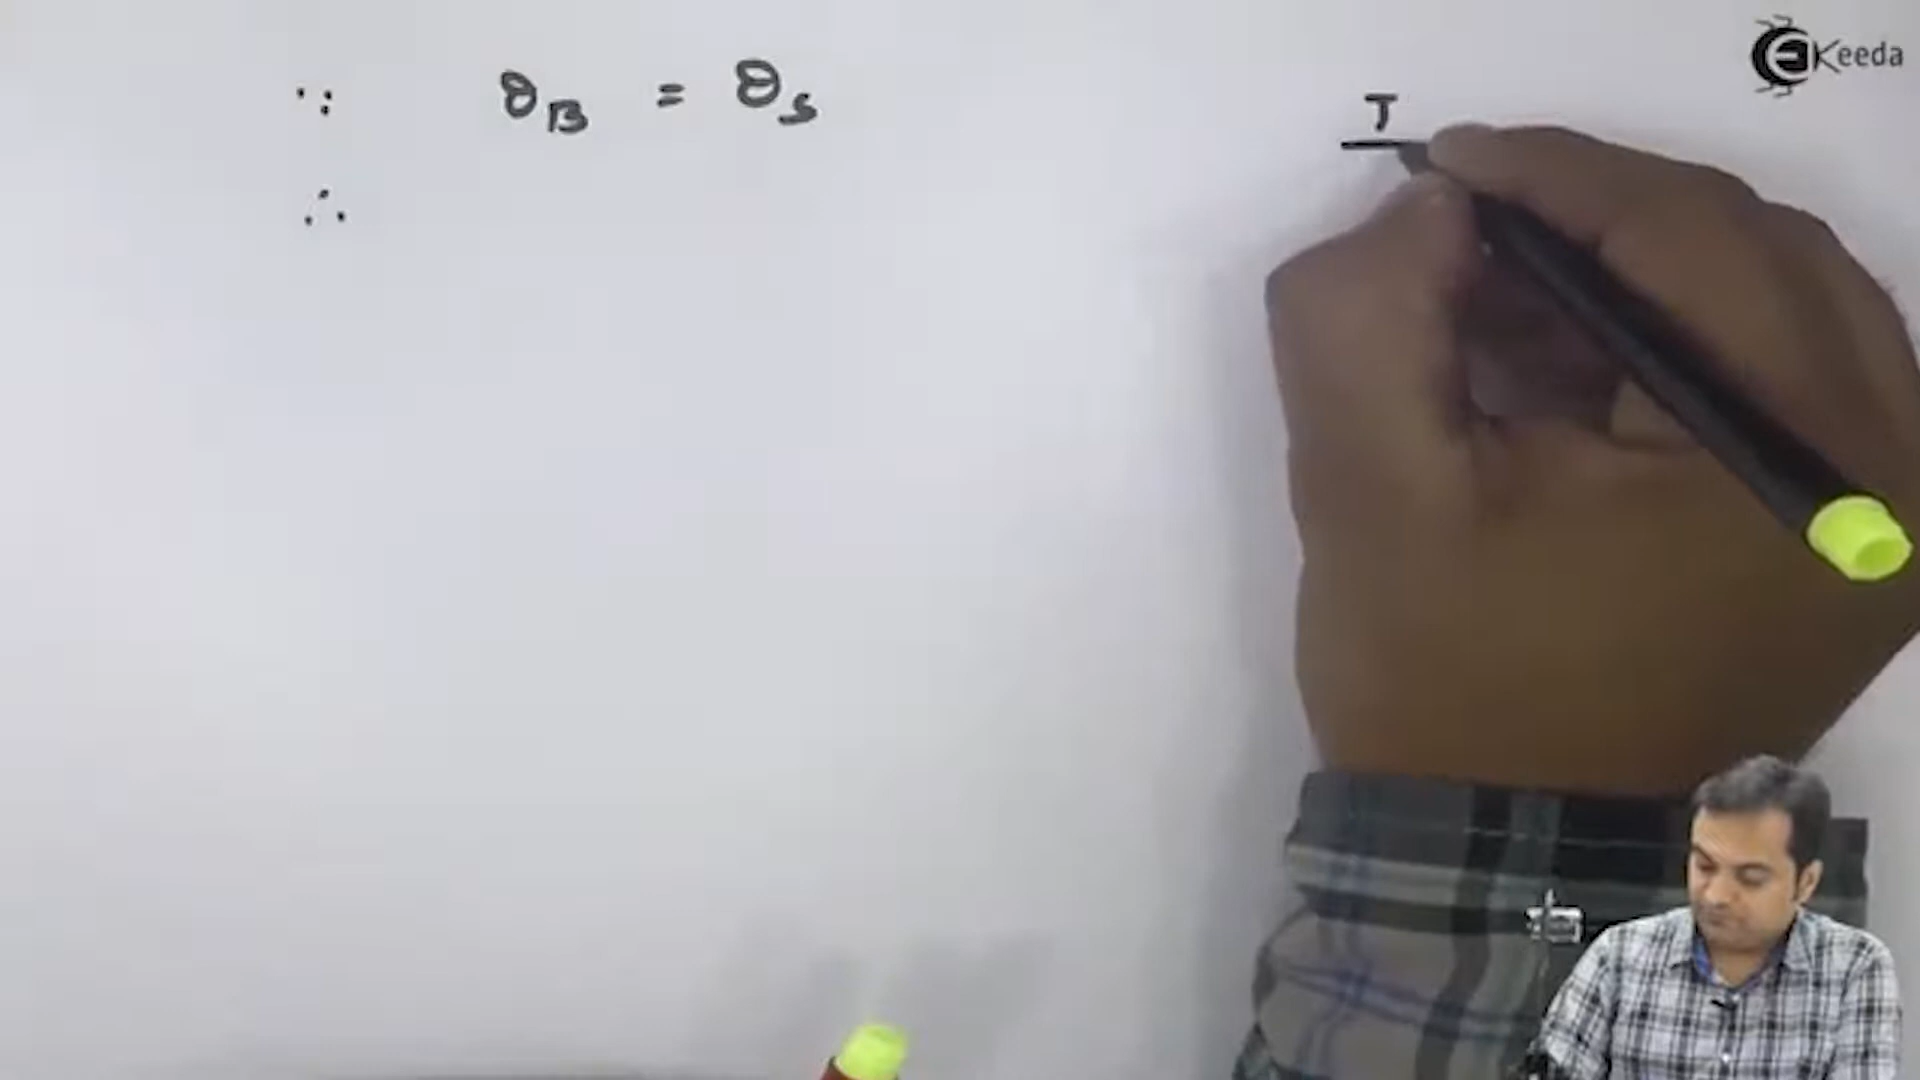 ∵ θB = θs
T
∴
EKeeda